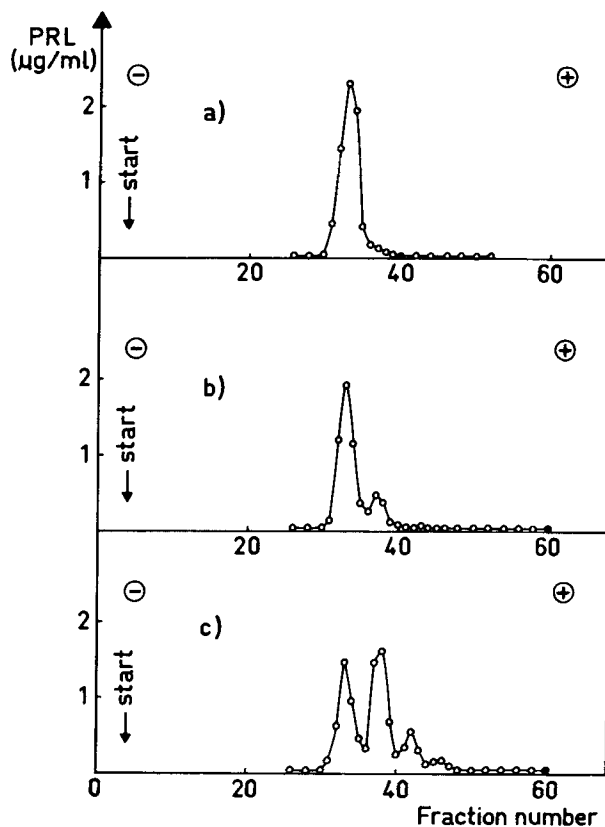 PRL
(µg/ml)
⊖
⊕
a)
2
1
← start
20
40
60
⊖
⊕
b)
2
1
← start
20
40
60
⊖
⊕
c)
2
1
← start
0
20
40
60
Fraction number